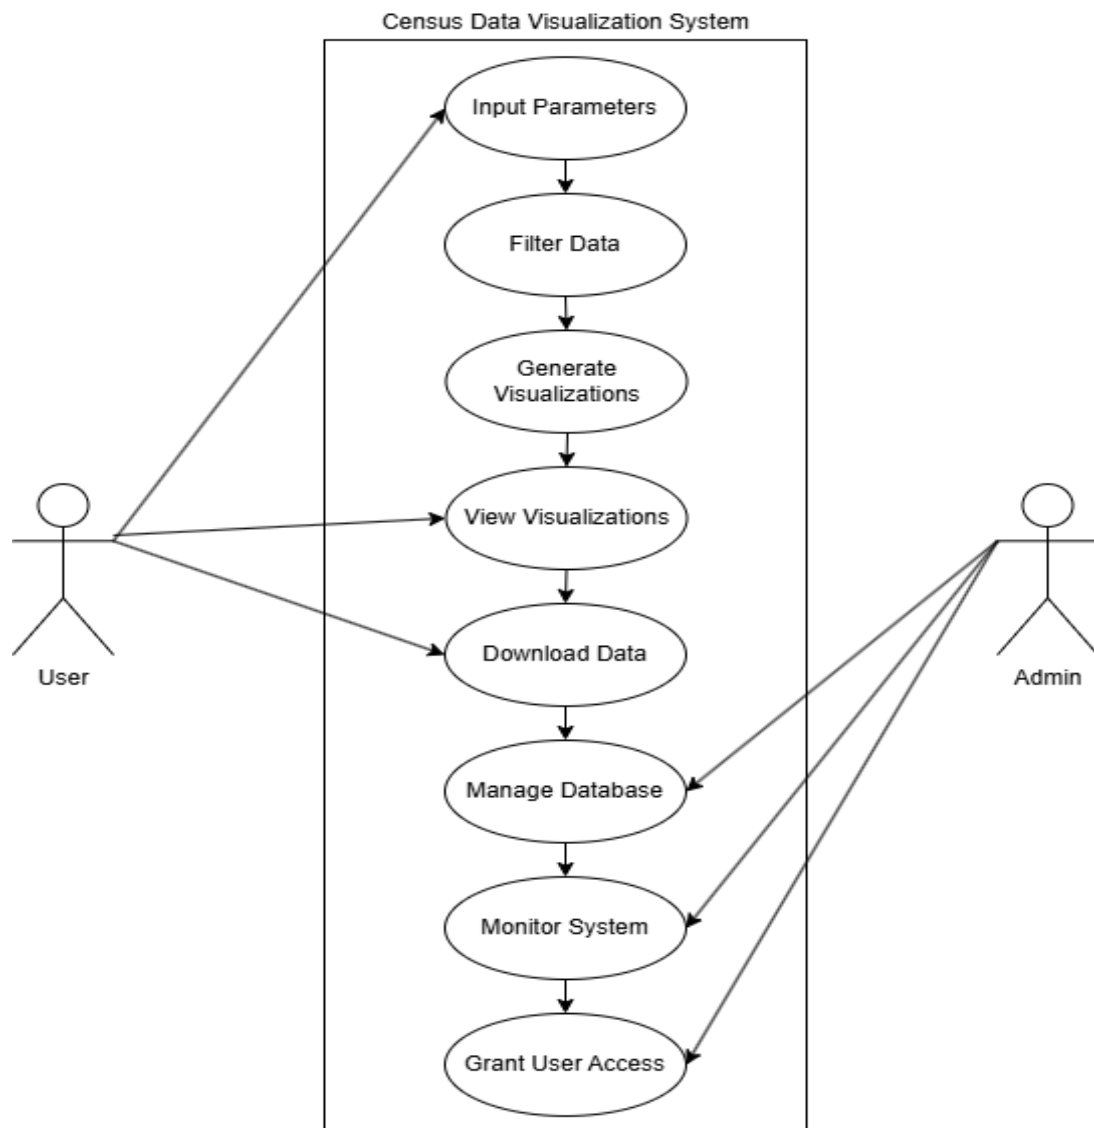 Census Data Visualization System
Input Parameters
Filter Data
Generate
Visualizations
View Visualizations
User
Download Data
Admin
Manage Database
Monitor System
Grant User Access